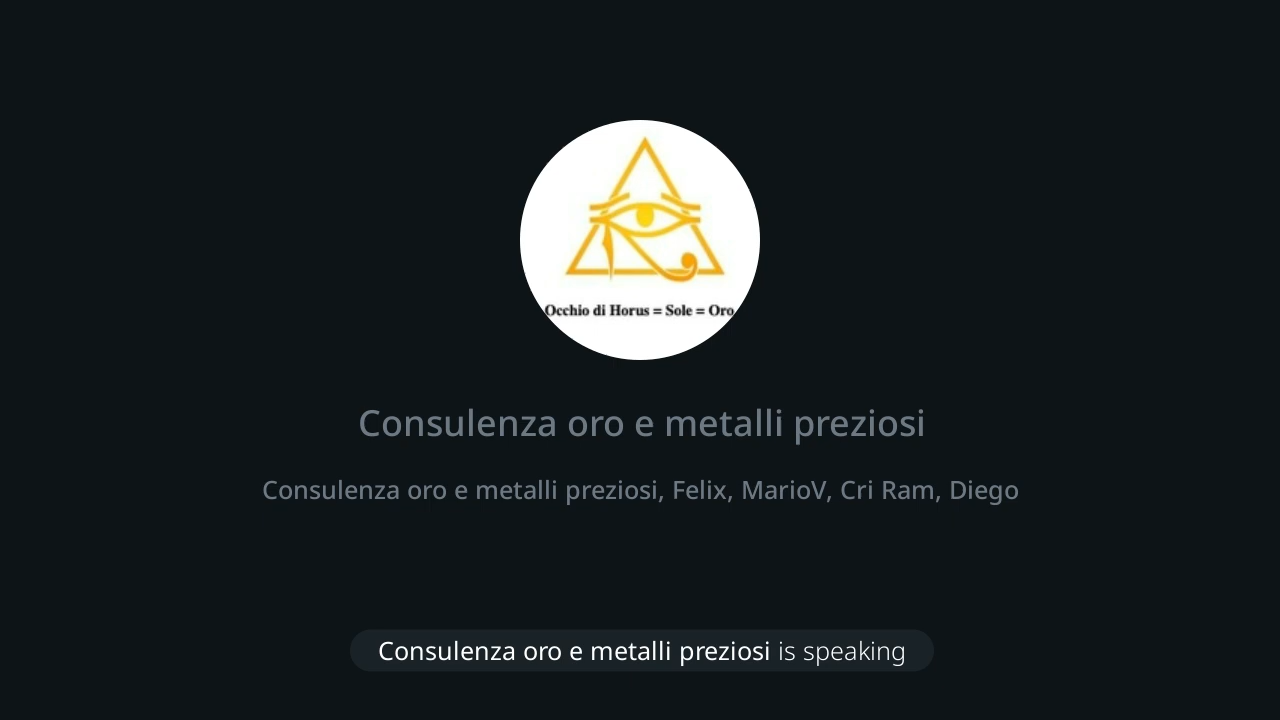 Occhio di Horus = Sole = Oro
Consulenza oro e metalli preziosi
Consulenza oro e metalli preziosi, Felix, MarioV, Cri Ram, Diego
Consulenza oro e metalli preziosi is speaking